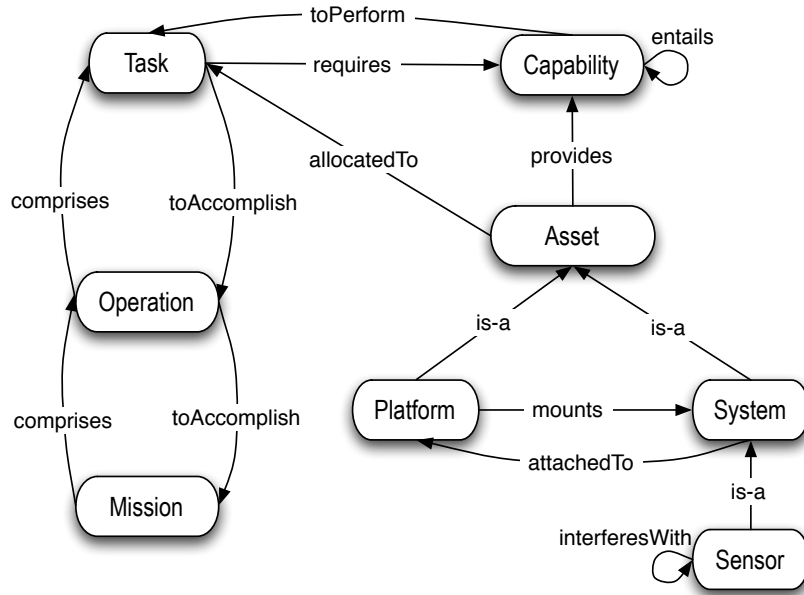 toPerform
Task
requires
Capability
entails
allocatedTo
provides
comprises
toAccomplish
Asset
Operation
is-a
is-a
comprises
toAccomplish
Platform
mounts
System
attachedTo
Mission
is-a
interferesWith
Sensor